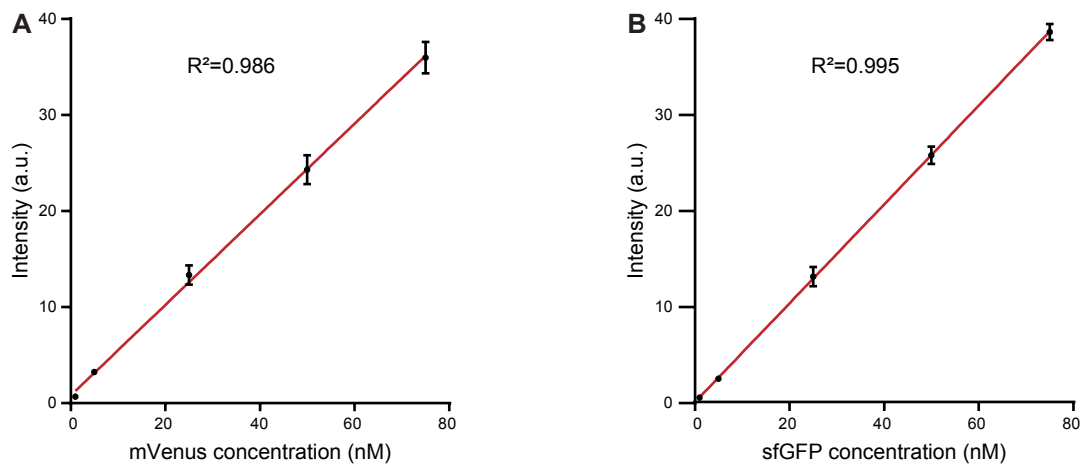 A
R²=0.986
Intensity (a.u.)
40
30
20
10
0
0 20 40 60 80
mVenus concentration (nM)
B
R²=0.995
Intensity (a.u.)
40
30
20
10
0
0 20 40 60 80
sfGFP concentration (nM)